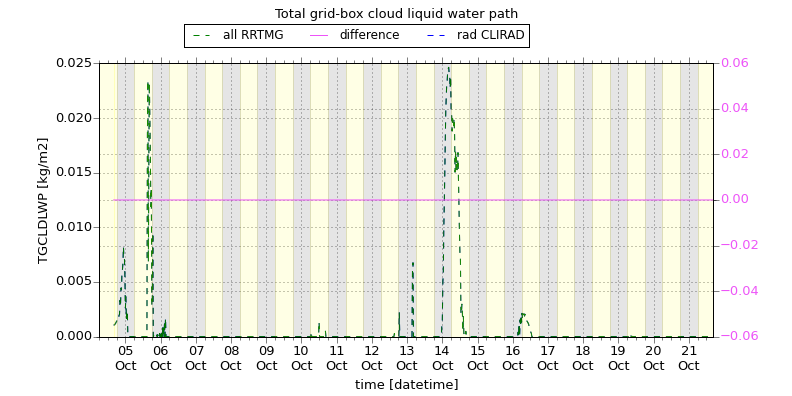 Total grid-box cloud liquid water path
all RRTMG difference rad CLIRAD
0.025 0.06
0.04
0.020
0.02
0.015
0.00
0.010
−0.02
0.005
−0.04
0.000 −0.06
TGCLDLWP [kg/m2]
05 06 07 08 09 10 11 12 13 14 15 16 17 18 19 20 21
Oct Oct Oct Oct Oct Oct Oct Oct Oct Oct Oct Oct Oct Oct Oct Oct Oct
time [datetime]